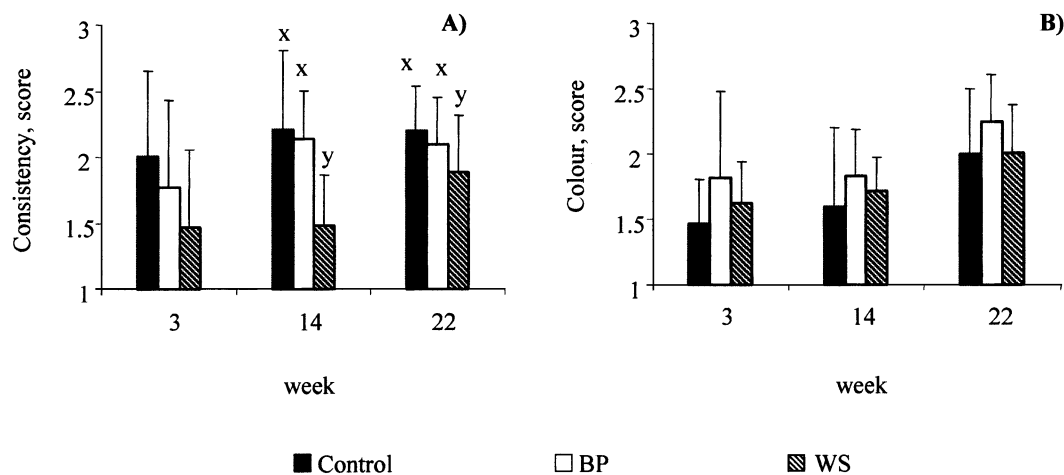 A)
Consistency, score
3
2.5
2
1.5
1
x x y
x x y
3 14 22
week
B)
Colour, score
3
2.5
2
1.5
1
3 14 22
week
Control BP WS